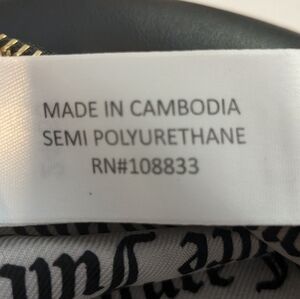 MADE IN CAMBODIA
SEMI POLYURETHANE
RN#108833